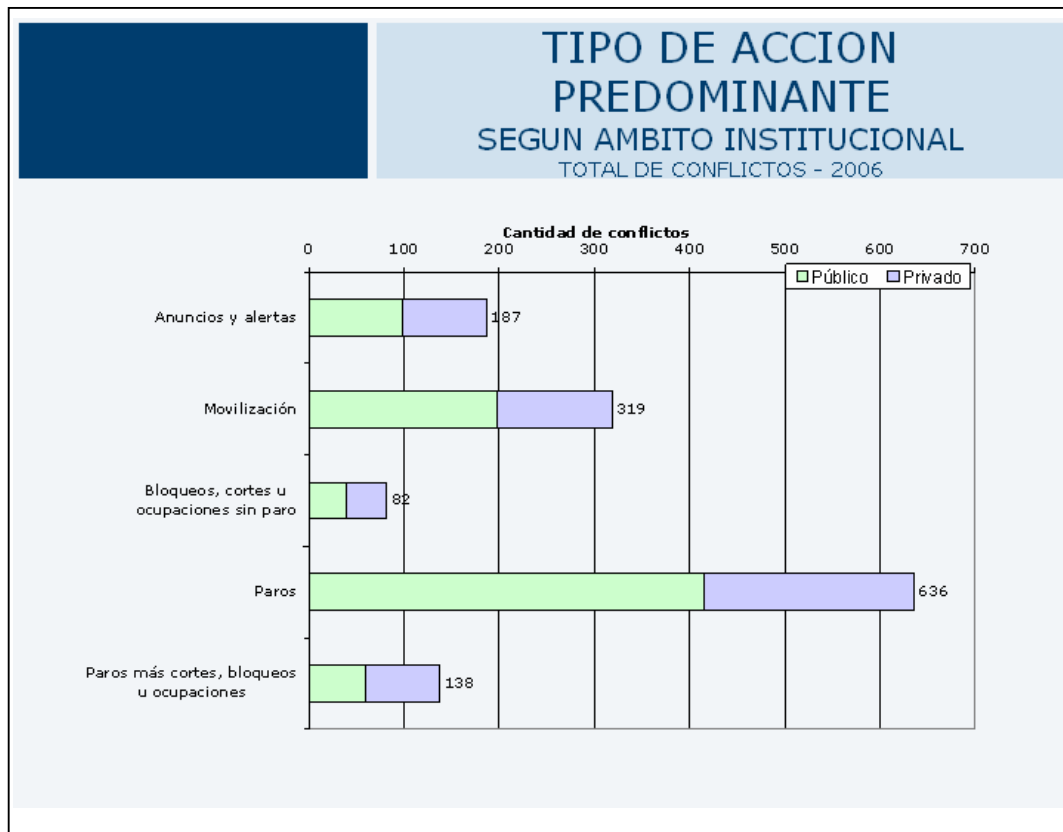 TIPO DE ACCION
PREDOMINANTE
SEGUN AMBITO INSTITUCIONAL
TOTAL DE CONFLICTOS - 2006
Cantidad de conflictos
0 100 200 300 400 500 600 700
Público Privado
Anuncios y alertas 187
Movilización 319
Bloqueos, cortes u
ocupaciones sin paro 82
Paros 636
Paros más cortes, bloqueos
u ocupaciones 138